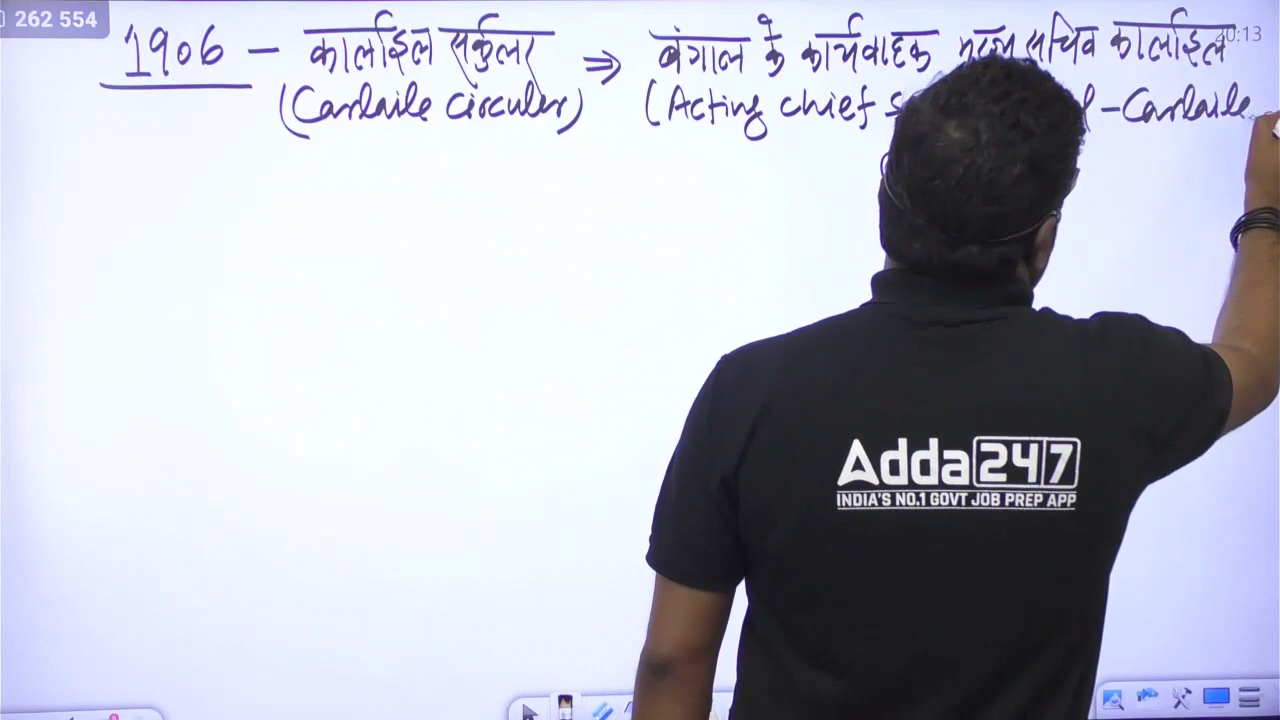 262 554
1906 - कार्लाइल सर्कुलर ⇒ बंगाल के कार्यवाहक सचिव कार्लाइल
:13
(Carlaile circuler) (Acting chief -Carlaile
Adda247
INDIA'S NO.1 GOVT JOB PREP APP